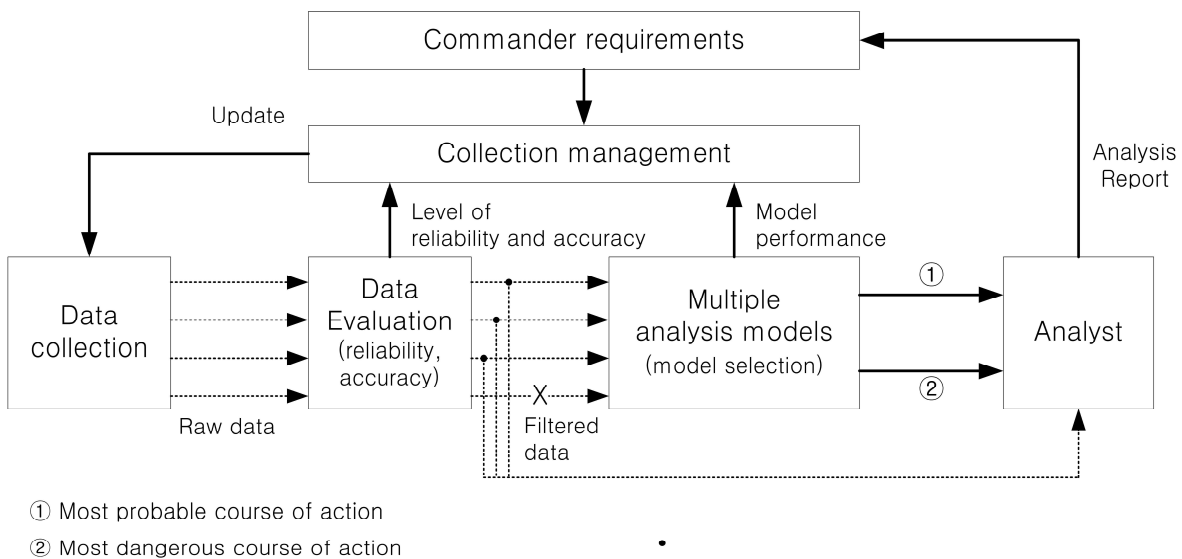 Commander requirements
Update
Collection management
Analysis
Report
Level of
reliability and accuracy
Model
performance
Data
collection
Data
Evaluation
(reliability,
accuracy)
Multiple
analysis models
(model selection)
①
②
Analyst
X
Raw data
Filtered
data
① Most probable course of action
② Most dangerous course of action